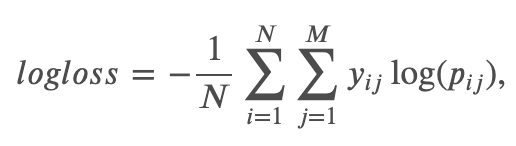 logloss = -\frac{1}{N} \sum_{i=1}^{N} \sum_{j=1}^{M} y_{ij} \log(p_{ij}),